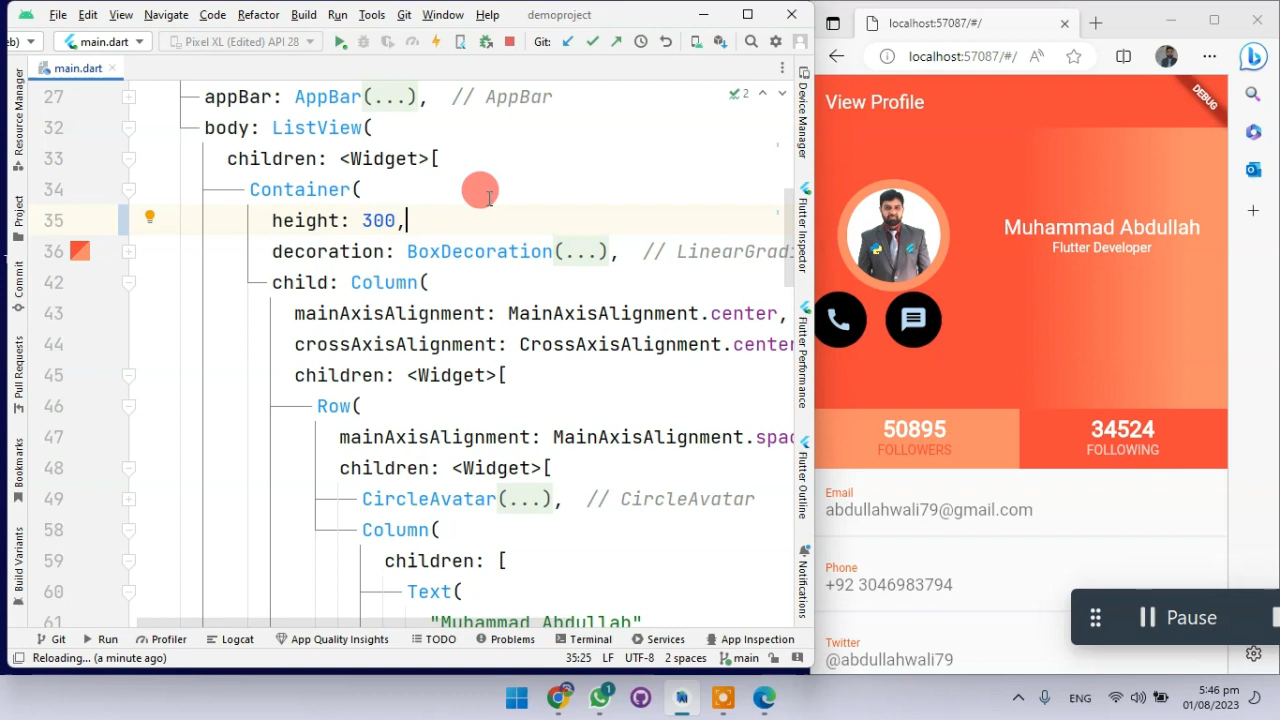 File Edit View Navigate Code Refactor Build Run Tools Git Window Help demoproject
eb) main.dart Pixel XL (Edited) API 28 Git:
main.dart
27 appBar: AppBar(...), // AppBar
2
32 body: ListView(
33 children: <Widget>[
34 Container(
35 height: 300,
36 decoration: BoxDecoration(...), // LinearGradi
42 child: Column(
43 mainAxisAlignment: MainAxisAlignment.center,
44 crossAxisAlignment: CrossAxisAlignment.center
45 children: <Widget>[
46 Row(
47 mainAxisAlignment: MainAxisAlignment.spac
48 children: <Widget>[
49 CircleAvatar(...), // CircleAvatar
58 Column(
59 children: [
60 Text(
61 "Muhammad Abdullah"
Resource Manager
Project
Commit
Pull Requests
Bookmarks
Build Variants
Device Manager
Flutter Inspector
Flutter Performance
Flutter Outline
Notifications
Git Run Profiler Logcat App Quality Insights TODO Problems Terminal Services App Inspection
Reloading... (a minute ago) 35:25 LF UTF-8 2 spaces main
localhost:57087/#/
localhost:57087/#/
View Profile
DEBUG
Muhammad Abdullah
Flutter Developer
50895 34524
FOLLOWERS FOLLOWING
Email
abdullahwali79@gmail.com
Phone
+92 3046983794
Twitter
@abdullahwali79
Pause
1
ENG
5:46 pm
01/08/2023